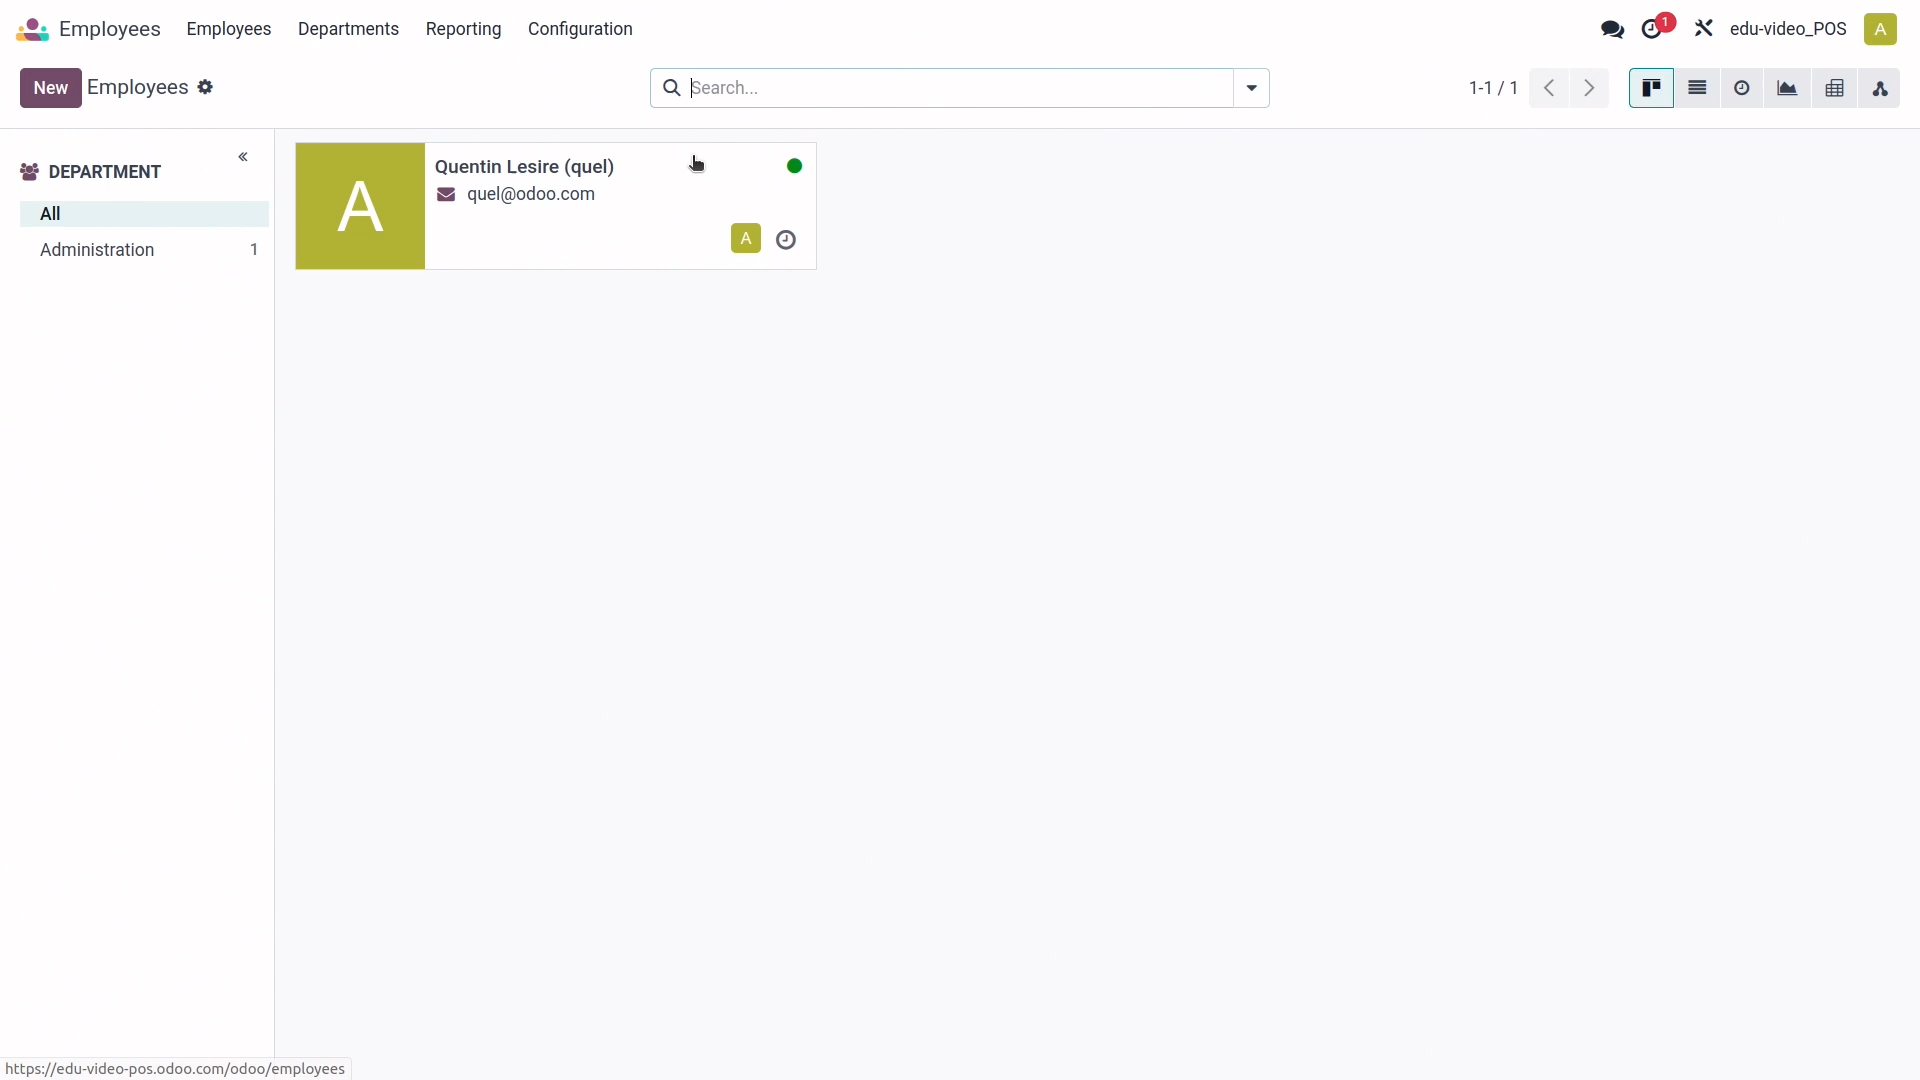 Employees Employees Departments Reporting Configuration 1 edu-video_POS A
New Employees Search... 1-1 / 1
DEPARTMENT
All
Administration 1
A
Quentin Lesire (quel)
quel@odoo.com
A
https://edu-video-pos.odoo.com/odoo/employees